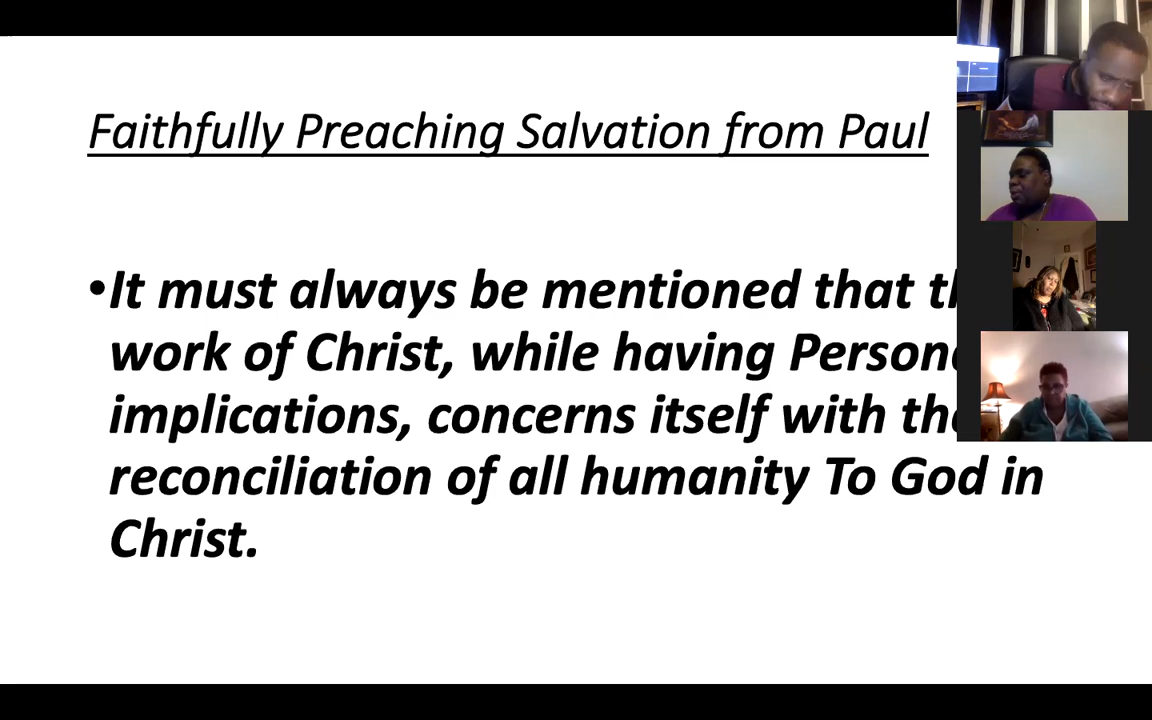 Faithfully Preaching Salvation from Paul
•It must always be mentioned that
work of Christ, while having
implications, concerns itself with
reconciliation of all humanity To God in
Christ.